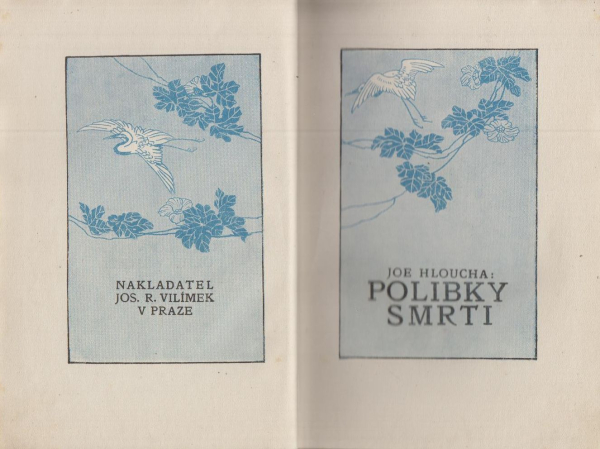 NAKLADATEL
JOS. R. VILÍMEK
V PRAZE
JOE HLOUCHA:
POLIBKY
SMRTI